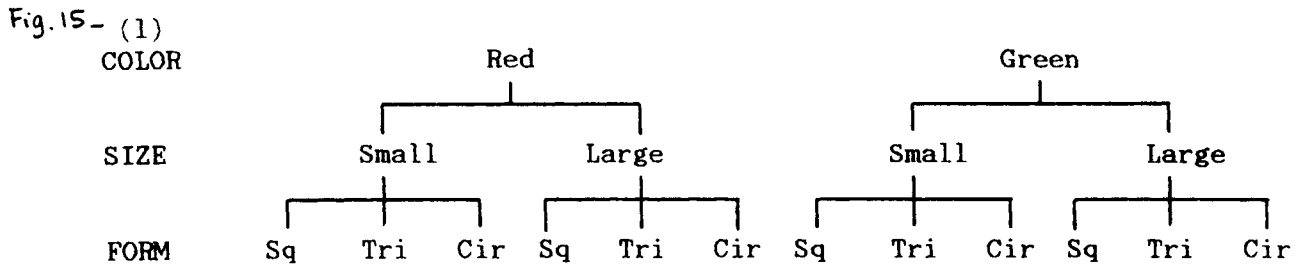 Fig. 15- (1)
COLOR Red Green
SIZE Small Large Small Large
FORM Sq Tri Cir Sq Tri Cir Sq Tri Cir Sq Tri Cir